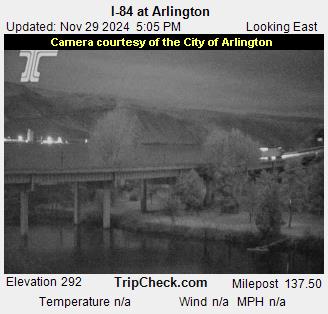 I-84 at Arlington
Updated: Nov 29 2024 5:05 PM Looking East
Camera courtesy of the City of Arlington
Elevation 292 TripCheck.com Milepost 137.50
Temperature n/a Wind n/a MPH n/a